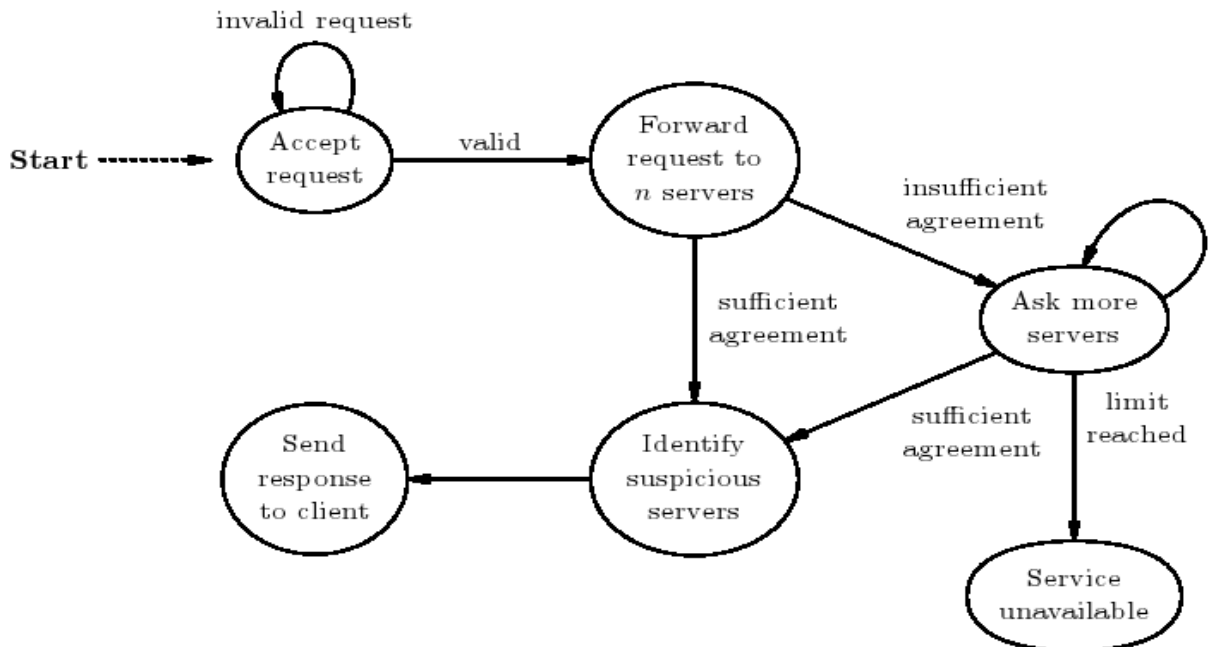 invalid request
Start
Accept
request
valid
Forward
request to
n servers
insufficient
agreement
Ask more
servers
sufficient
agreement
sufficient
agreement
limit
reached
Send
response
to client
Identify
suspicious
servers
Service
unavailable